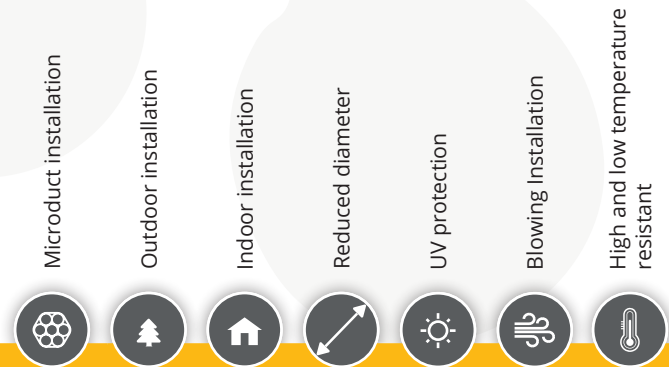 Microduct installation
Outdoor installation
Indoor installation
Reduced diameter
UV protection
Blowing Installation
High and low temperature
resistant